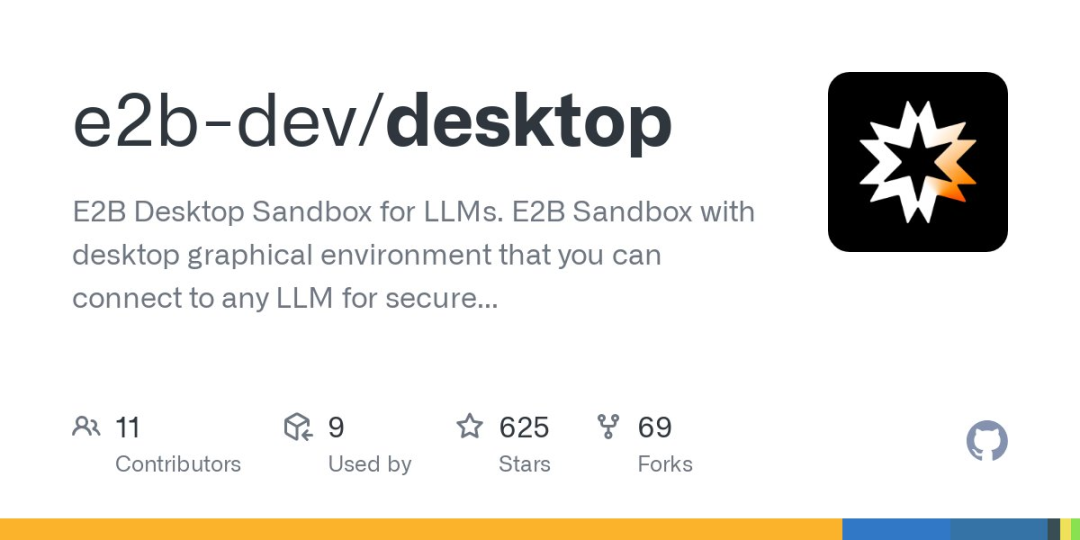 e2b-dev/desktop
E2B Desktop Sandbox for LLMs. E2B Sandbox with
desktop graphical environment that you can
connect to any LLM for secure...
11 9 625 69
Contributors Used by Stars Forks